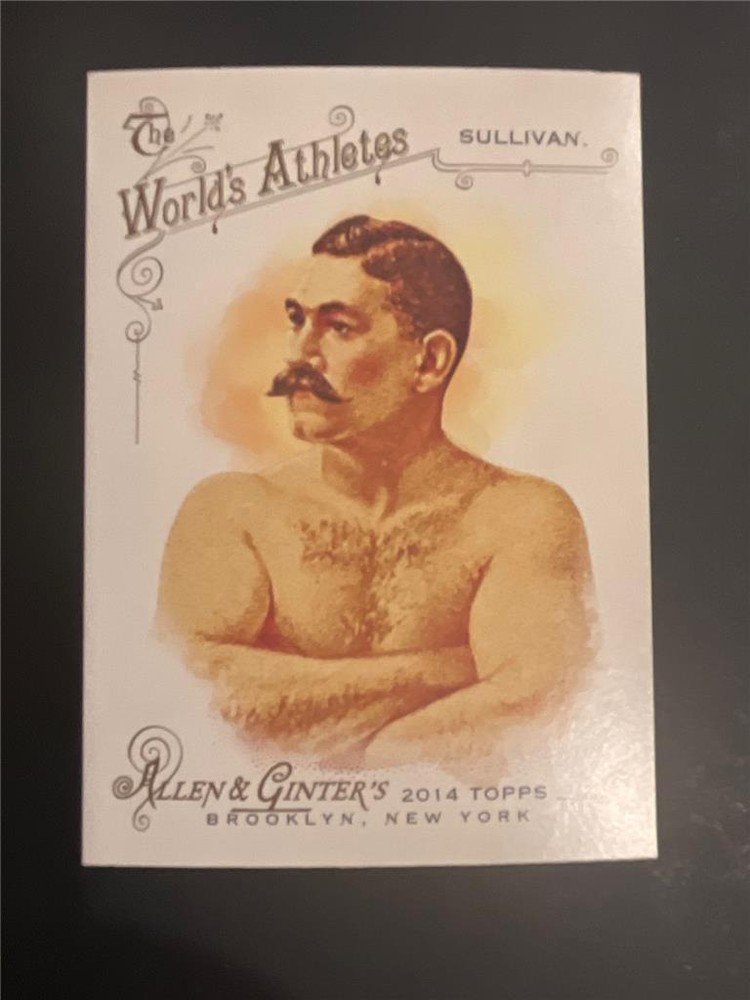 The
World's Athletes
SULLIVAN.
ALLEN & GINTER'S 2014 TOPPS
BROOKLYN, NEW YORK